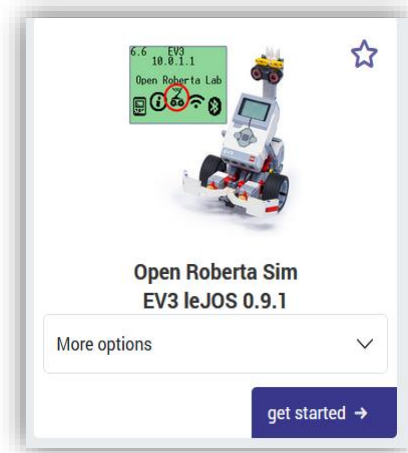 6.6 EV3
10.0.1.1
Open Roberta Lab
Open Roberta Sim
EV3 leJOS 0.9.1
More options
get started →